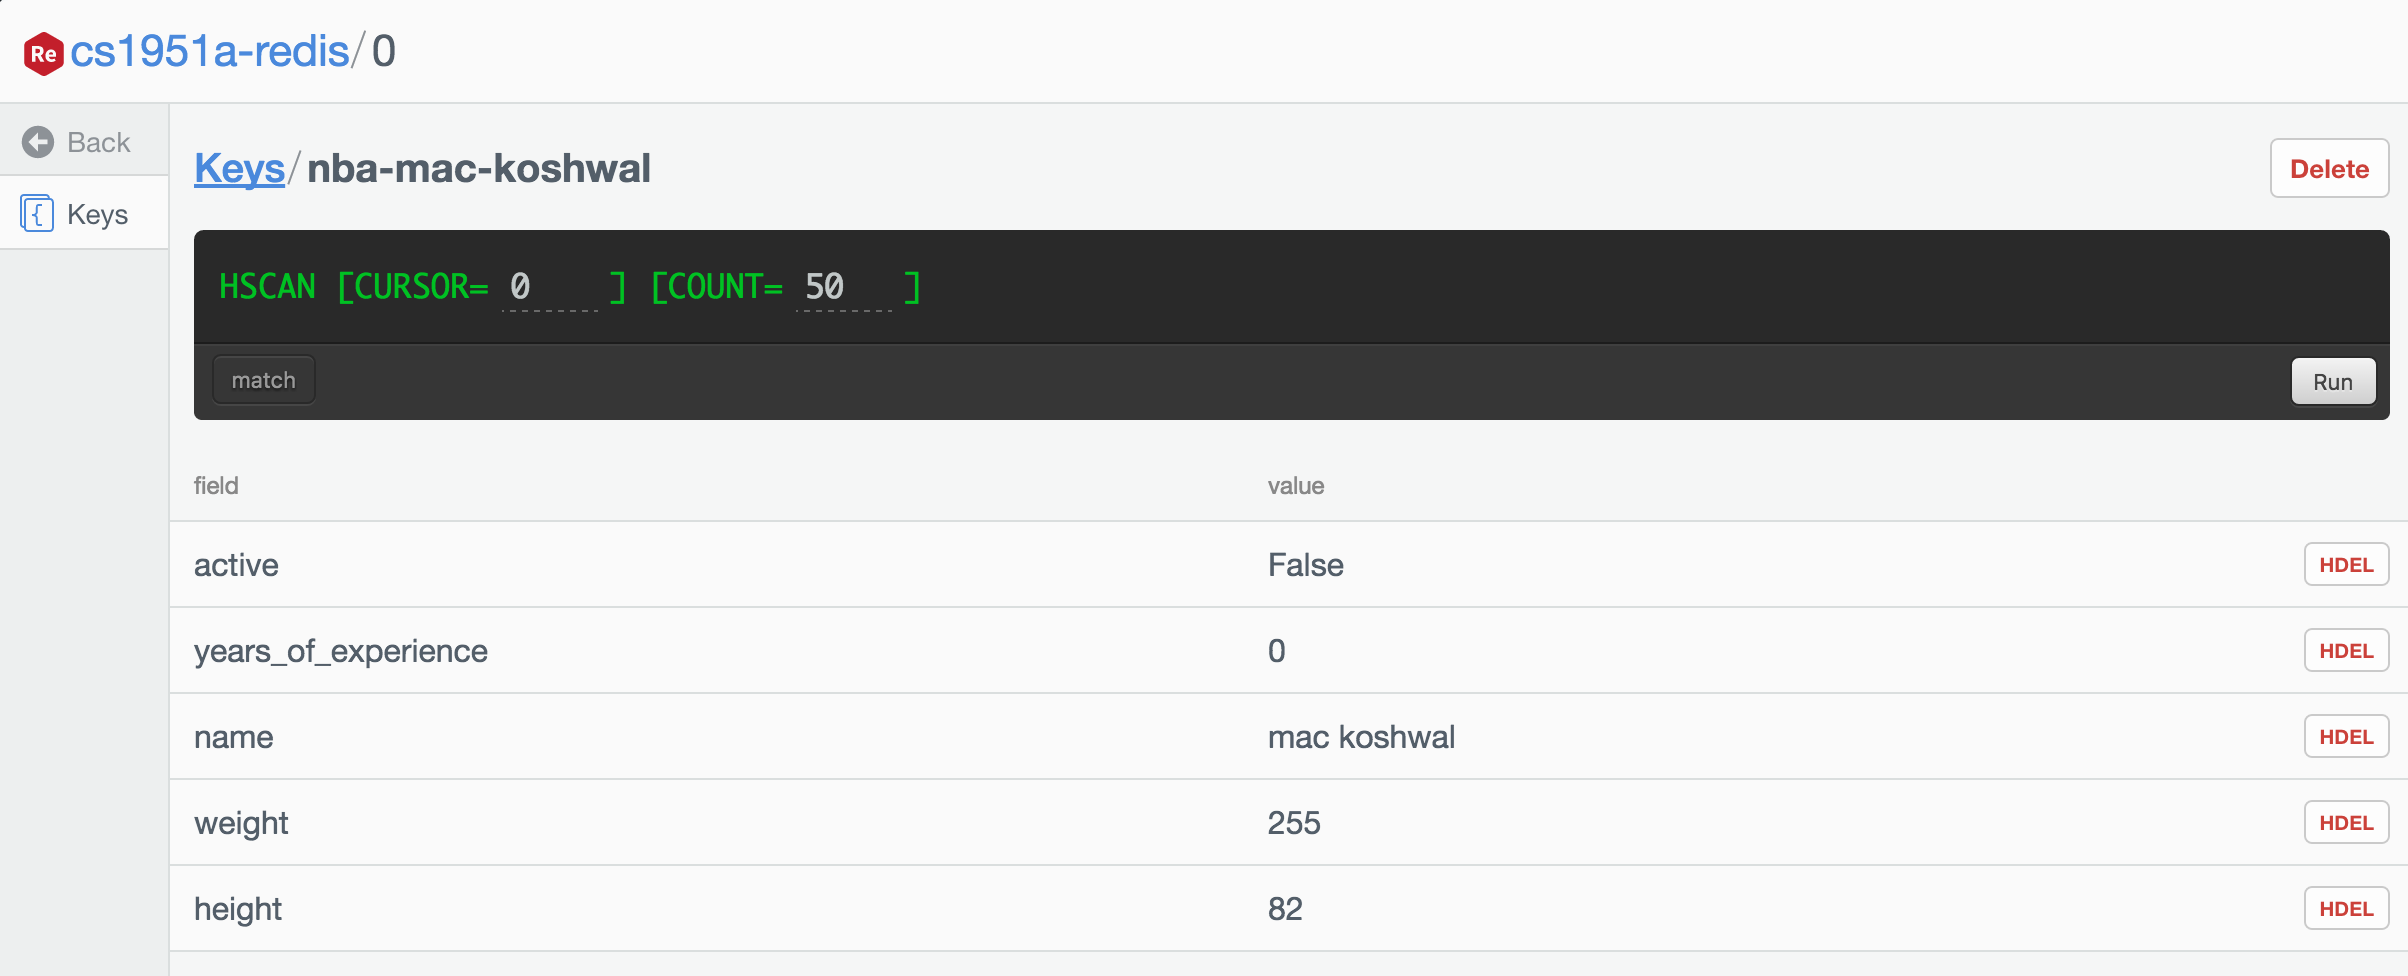 Re cs1951a-redis/0
Back
Keys
Keys/nba-mac-koshwal
Delete
HSCAN [CURSOR= 0 ] [COUNT= 50 ]
match
Run
field value
active False HDEL
years_of_experience 0 HDEL
name mac koshwal HDEL
weight 255 HDEL
height 82 HDEL